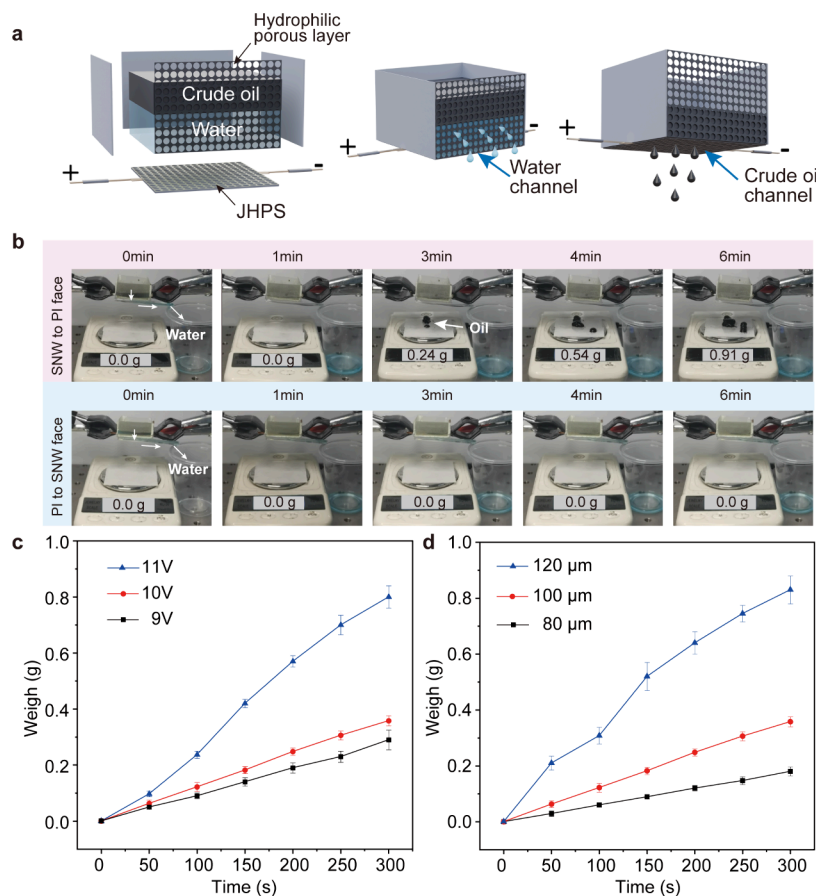 a
Hydrophilic
porous layer
Crude oil
Water
+
-
JHPS
+
-
Water
channel
+
-
Crude oil
channel
b
0min
1min
3min
4min
6min
SNW to PI face
Water
Oil
0.0 g
0.0 g
0.24 g
0.54 g
0.91 g
0min
1min
3min
4min
6min
PI to SNW face
Water
0.0 g
0.0 g
0.0 g
0.0 g
0.0 g
c
1.0
0.8
0.6
0.4
0.2
0.0
Weigh (g)
11V
10V
9V
0
50
100
150
200
250
300
Time (s)
d
1.0
0.8
0.6
0.4
0.2
0.0
Weigh (g)
120 μm
100 μm
80 μm
0
50
100
150
200
250
300
Time (s)